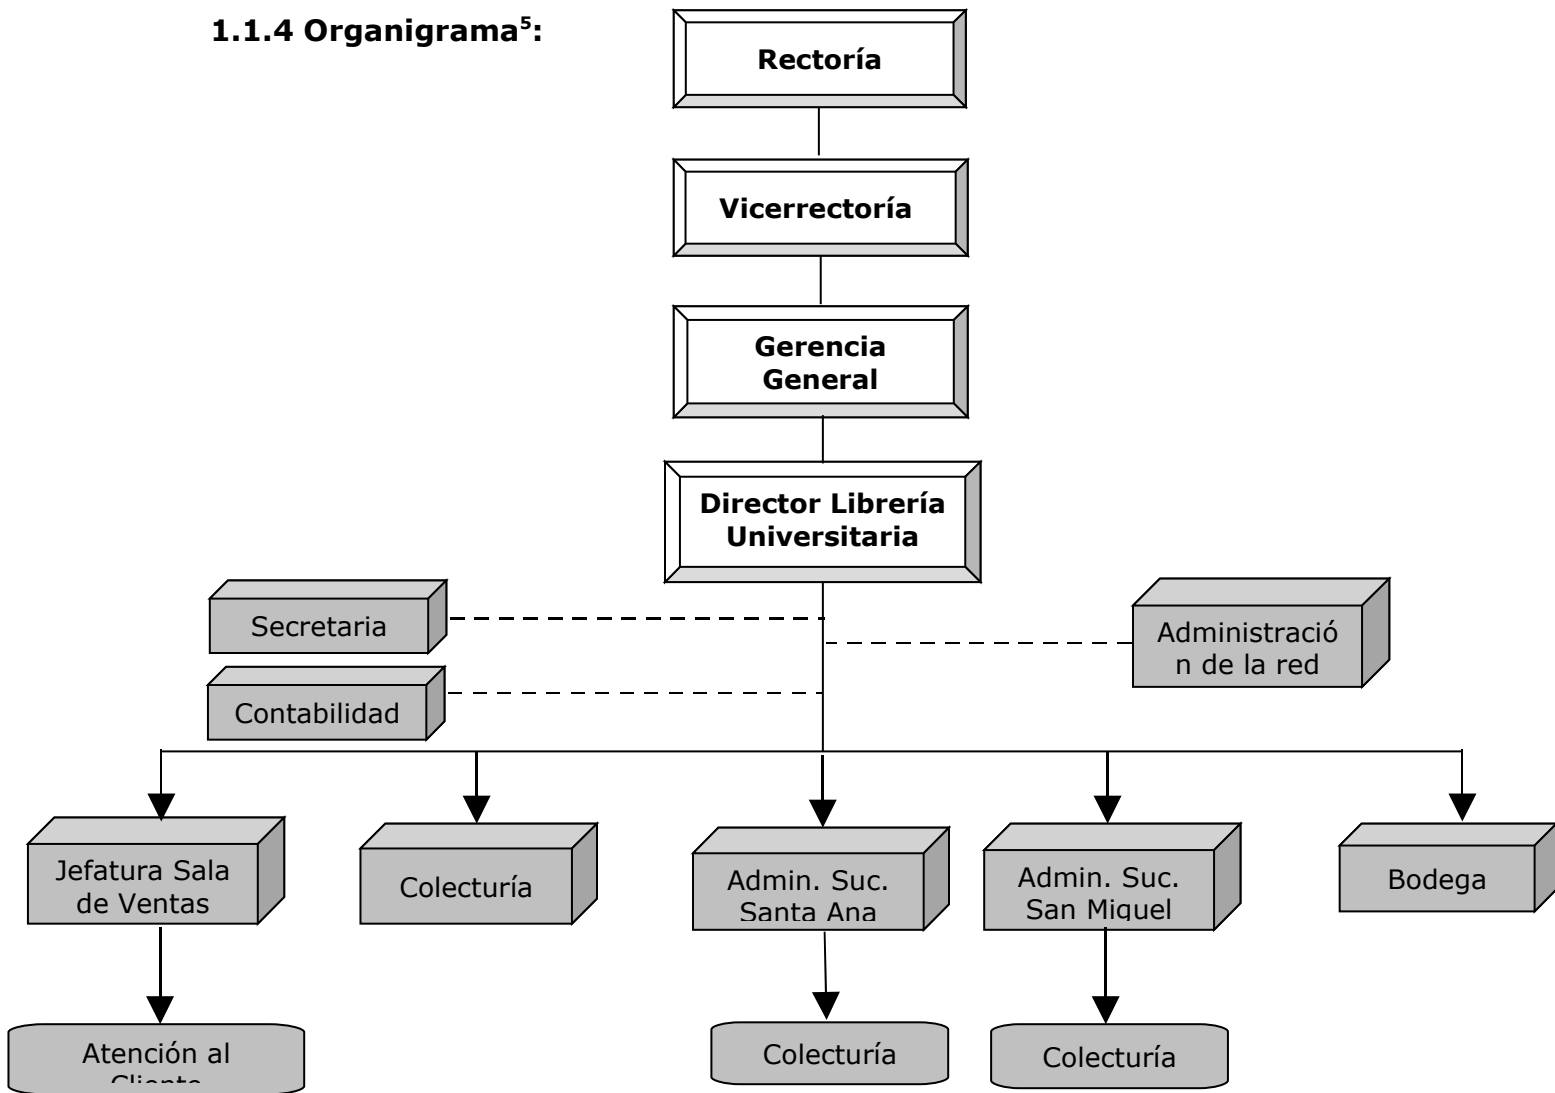 1.1.4 Organigrama⁵:
Rectoría
Vicerrectoría
Gerencia
General
Director Librería
Universitaria
Secretaria
Administració
n de la red
Contabilidad
Jefatura Sala
de Ventas
Colecturía
Admin. Suc.
Santa Ana
Admin. Suc.
San Miguel
Bodega
Atención al
Cliente
Colecturía
Colecturía